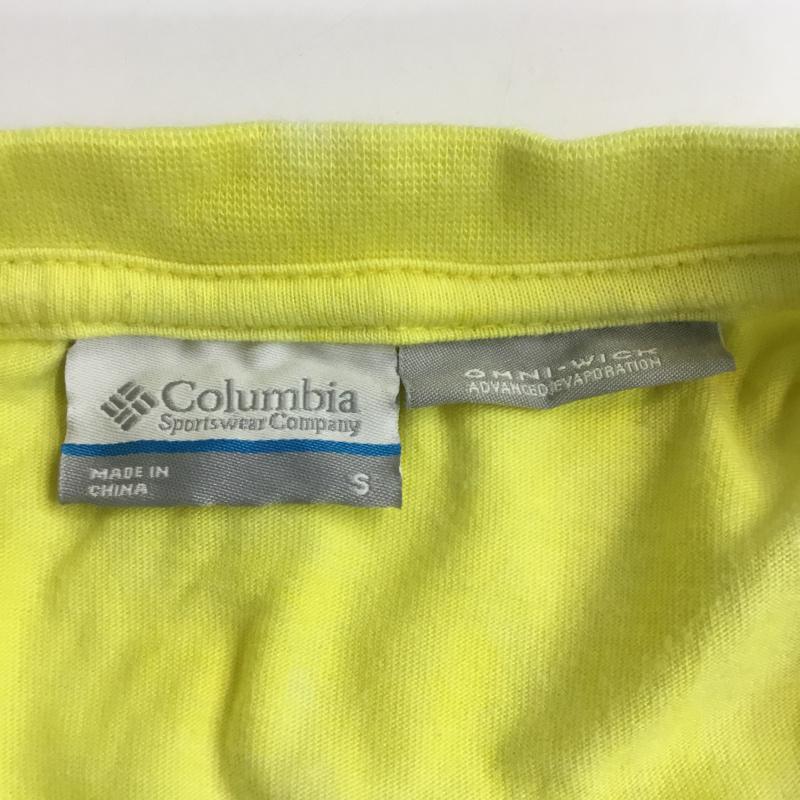 Columbia
Sportswear Company
MADE IN
CHINA
S
OMNI-WICK
ADVANCED EVAPORATION